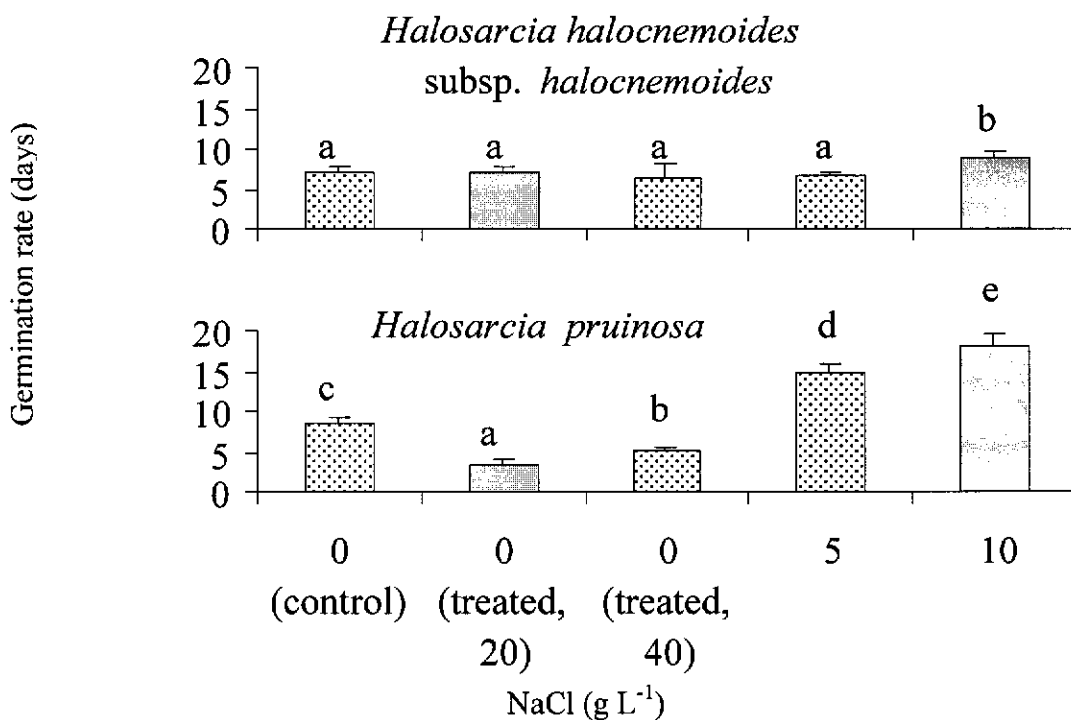 Halosarcia halocnemoides
subsp. halocnemoides
Germination rate (days)
20
15
10
5
0
a
a
a
a
b
Halosarcia pruinosa
20
15
10
5
0
c
a
b
d
e
0 0 0 5 10
(control) (treated, (treated,
20) 40)
NaCl (g L-1)